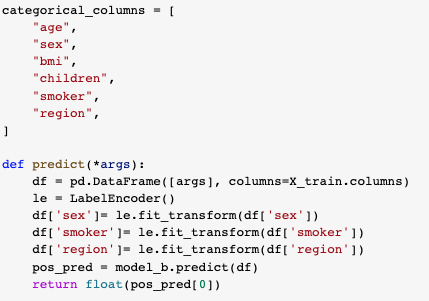 categorical_columns = [
    "age",
    "sex",
    "bmi",
    "children",
    "smoker",
    "region",
]
def predict(*args):
    df = pd.DataFrame([args], columns=X_train.columns)
    le = LabelEncoder()
    df['sex']= le.fit_transform(df['sex'])
    df['smoker']= le.fit_transform(df['smoker'])
    df['region']= le.fit_transform(df['region'])
    pos_pred = model_b.predict(df)
    return float(pos_pred[0])